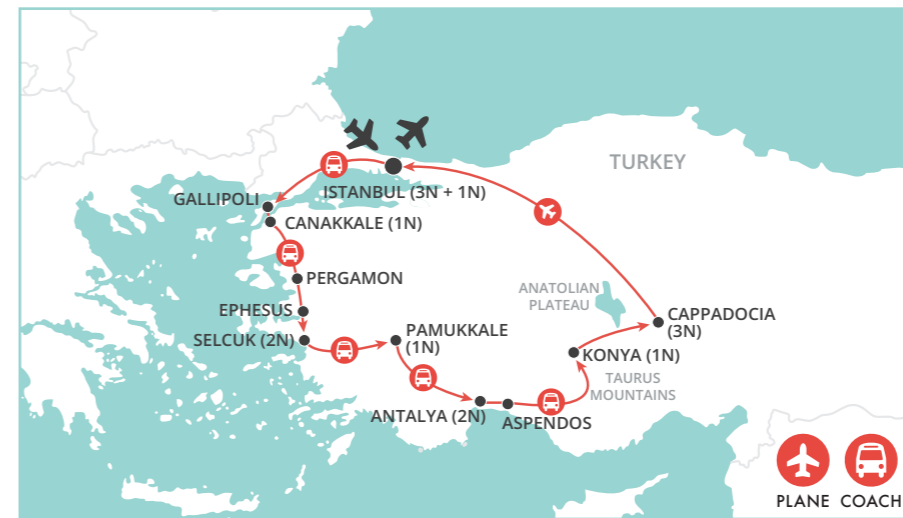 TURKEY
ISTANBUL (3N + 1N)
GALLIPOLI
CANAKKALE (1N)
PERGAMON
EPHESUS
SELCUK (2N)
PAMUKKALE
(1N)
ANTALYA (2N)
ASPENDOS
TAURUS
MOUNTAINS
KONYA (1N)
ANATOLIAN
PLATEAU
CAPPADOCIA
(3N)
PLANE
COACH